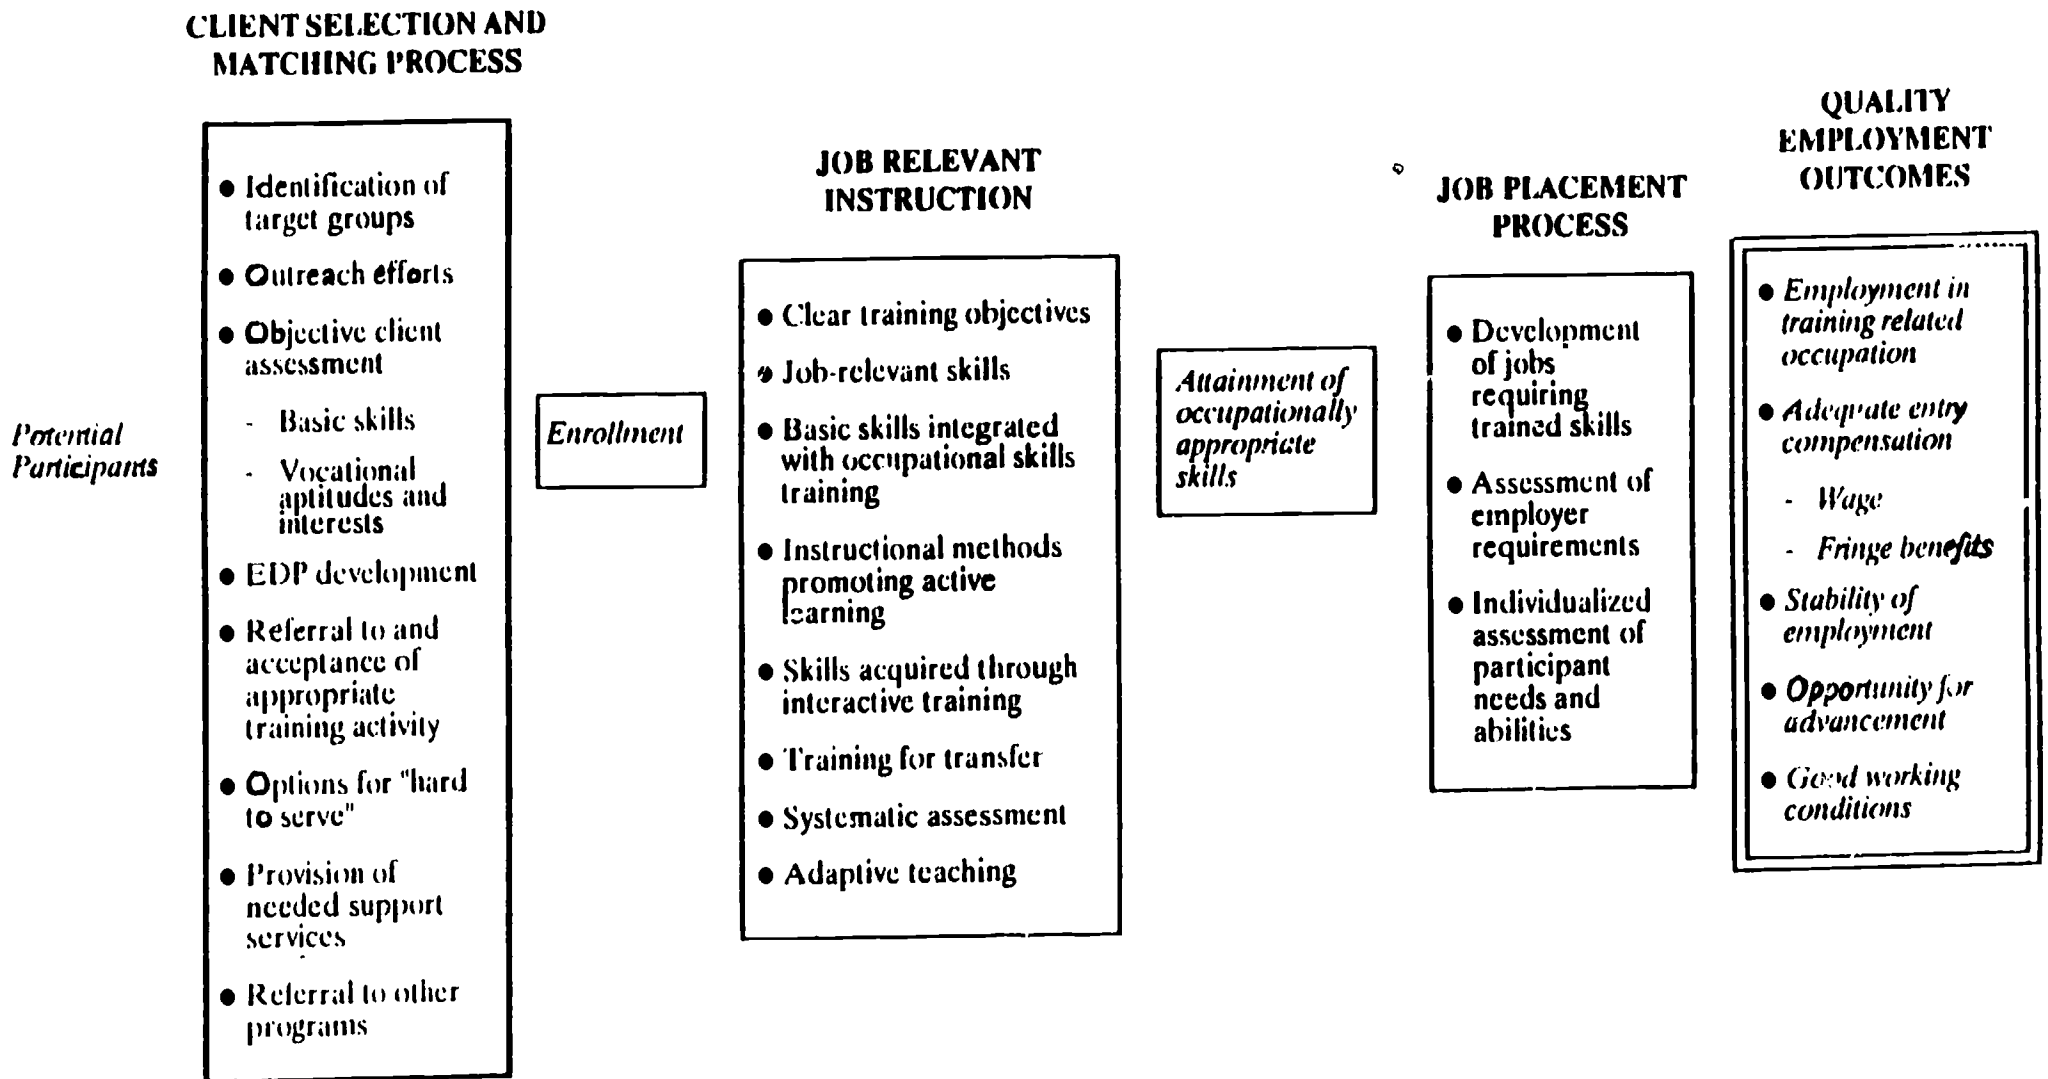 CLIENT SELECTION AND
MATCHING PROCESS
● Identification of
target groups
● Outreach efforts
● Objective client
assessment
- Basic skills
- Vocational
aptitudes and
interests
● EDP development
● Referral to and
acceptance of
appropriate
training activity
● Options for "hard
to serve"
● Provision of
needed support
services
● Referral to other
programs
Potential
Participants
Enrollment
JOB RELEVANT
INSTRUCTION
● Clear training objectives
● Job-relevant skills
● Basic skills integrated
with occupational skills
training
● Instructional methods
promoting active
learning
● Skills acquired through
interactive training
● Training for transfer
● Systematic assessment
● Adaptive teaching
Attainment of
occupationally
appropriate
skills
JOB PLACEMENT
PROCESS
● Development
of jobs
requiring
trained skills
● Assessment of
employer
requirements
● Individualized
assessment of
participant
needs and
abilities
QUALITY
EMPLOYMENT
OUTCOMES
● Employment in
training related
occupation
● Adequate entry
compensation
- Wage
- Fringe benefits
● Stability of
employment
● Opportunity for
advancement
● Good working
conditions